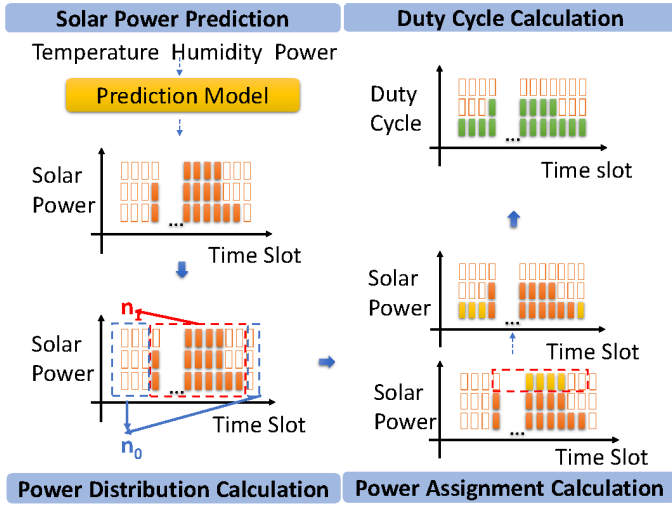 Solar Power Prediction
Temperature Humidity Power
Prediction Model
Solar
Power
...
Time Slot
n1
Solar
Power
...
Time Slot
n0
Power Distribution Calculation
Duty Cycle Calculation
Duty
Cycle
...
Time slot
Solar
Power
...
Time Slot
Solar
Power
...
Time Slot
Power Assignment Calculation